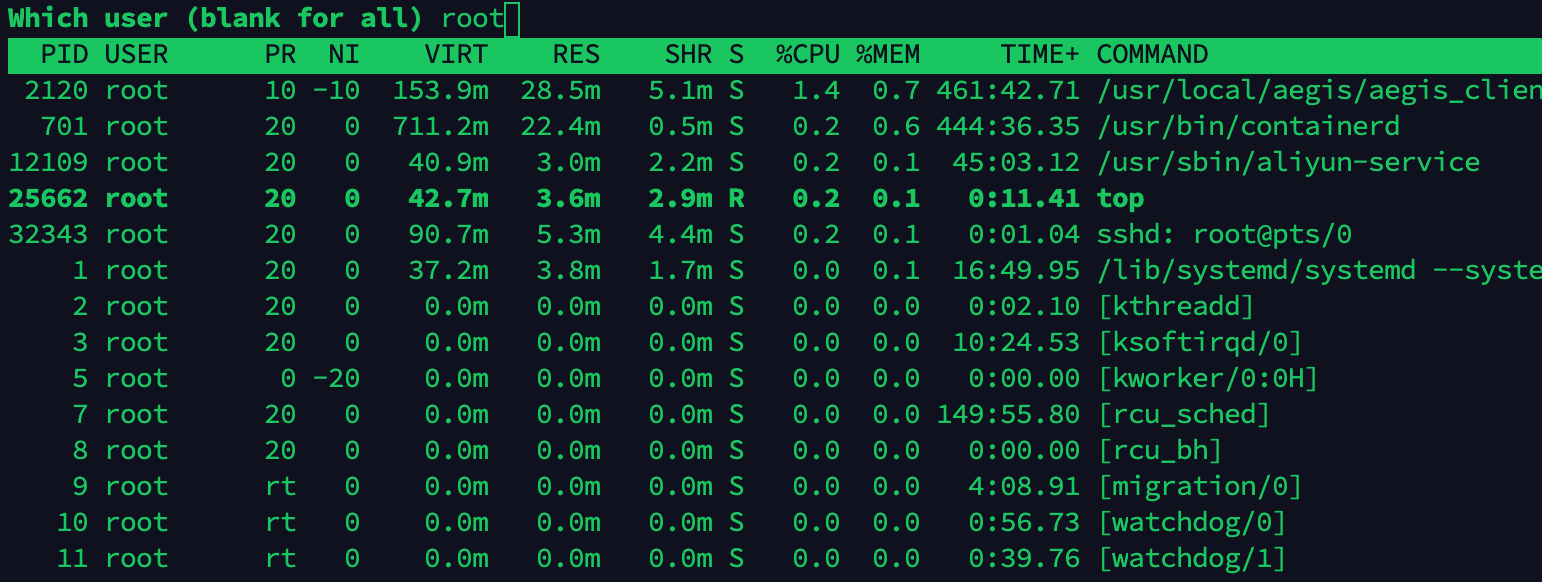 Which user (blank for all) root
PID USER PR NI VIRT RES SHR S %CPU %MEM TIME+ COMMAND
2120 root 10 -10 153.9m 28.5m 5.1m S 1.4 0.7 461:42.71 /usr/local/aegis/aegis_clien
701 root 20 0 711.2m 22.4m 0.5m S 0.2 0.6 444:36.35 /usr/bin/containerd
12109 root 20 0 40.9m 3.0m 2.2m S 0.2 0.1 45:03.12 /usr/sbin/aliyun-service
25662 root 20 0 42.7m 3.6m 2.9m R 0.2 0.1 0:11.41 top
32343 root 20 0 90.7m 5.3m 4.4m S 0.2 0.1 0:01.04 sshd: root@pts/0
1 root 20 0 37.2m 3.8m 1.7m S 0.0 0.1 16:49.95 /lib/systemd/systemd --syste
2 root 20 0 0.0m 0.0m 0.0m S 0.0 0.0 0:02.10 [kthreadd]
3 root 20 0 0.0m 0.0m 0.0m S 0.0 0.0 10:24.53 [ksoftirqd/0]
5 root 0 -20 0.0m 0.0m 0.0m S 0.0 0.0 0:00.00 [kworker/0:0H]
7 root 20 0 0.0m 0.0m 0.0m S 0.0 0.0 149:55.80 [rcu_sched]
8 root 20 0 0.0m 0.0m 0.0m S 0.0 0.0 0:00.00 [rcu_bh]
9 root rt 0 0.0m 0.0m 0.0m S 0.0 0.0 4:08.91 [migration/0]
10 root rt 0 0.0m 0.0m 0.0m S 0.0 0.0 0:56.73 [watchdog/0]
11 root rt 0 0.0m 0.0m 0.0m S 0.0 0.0 0:39.76 [watchdog/1]